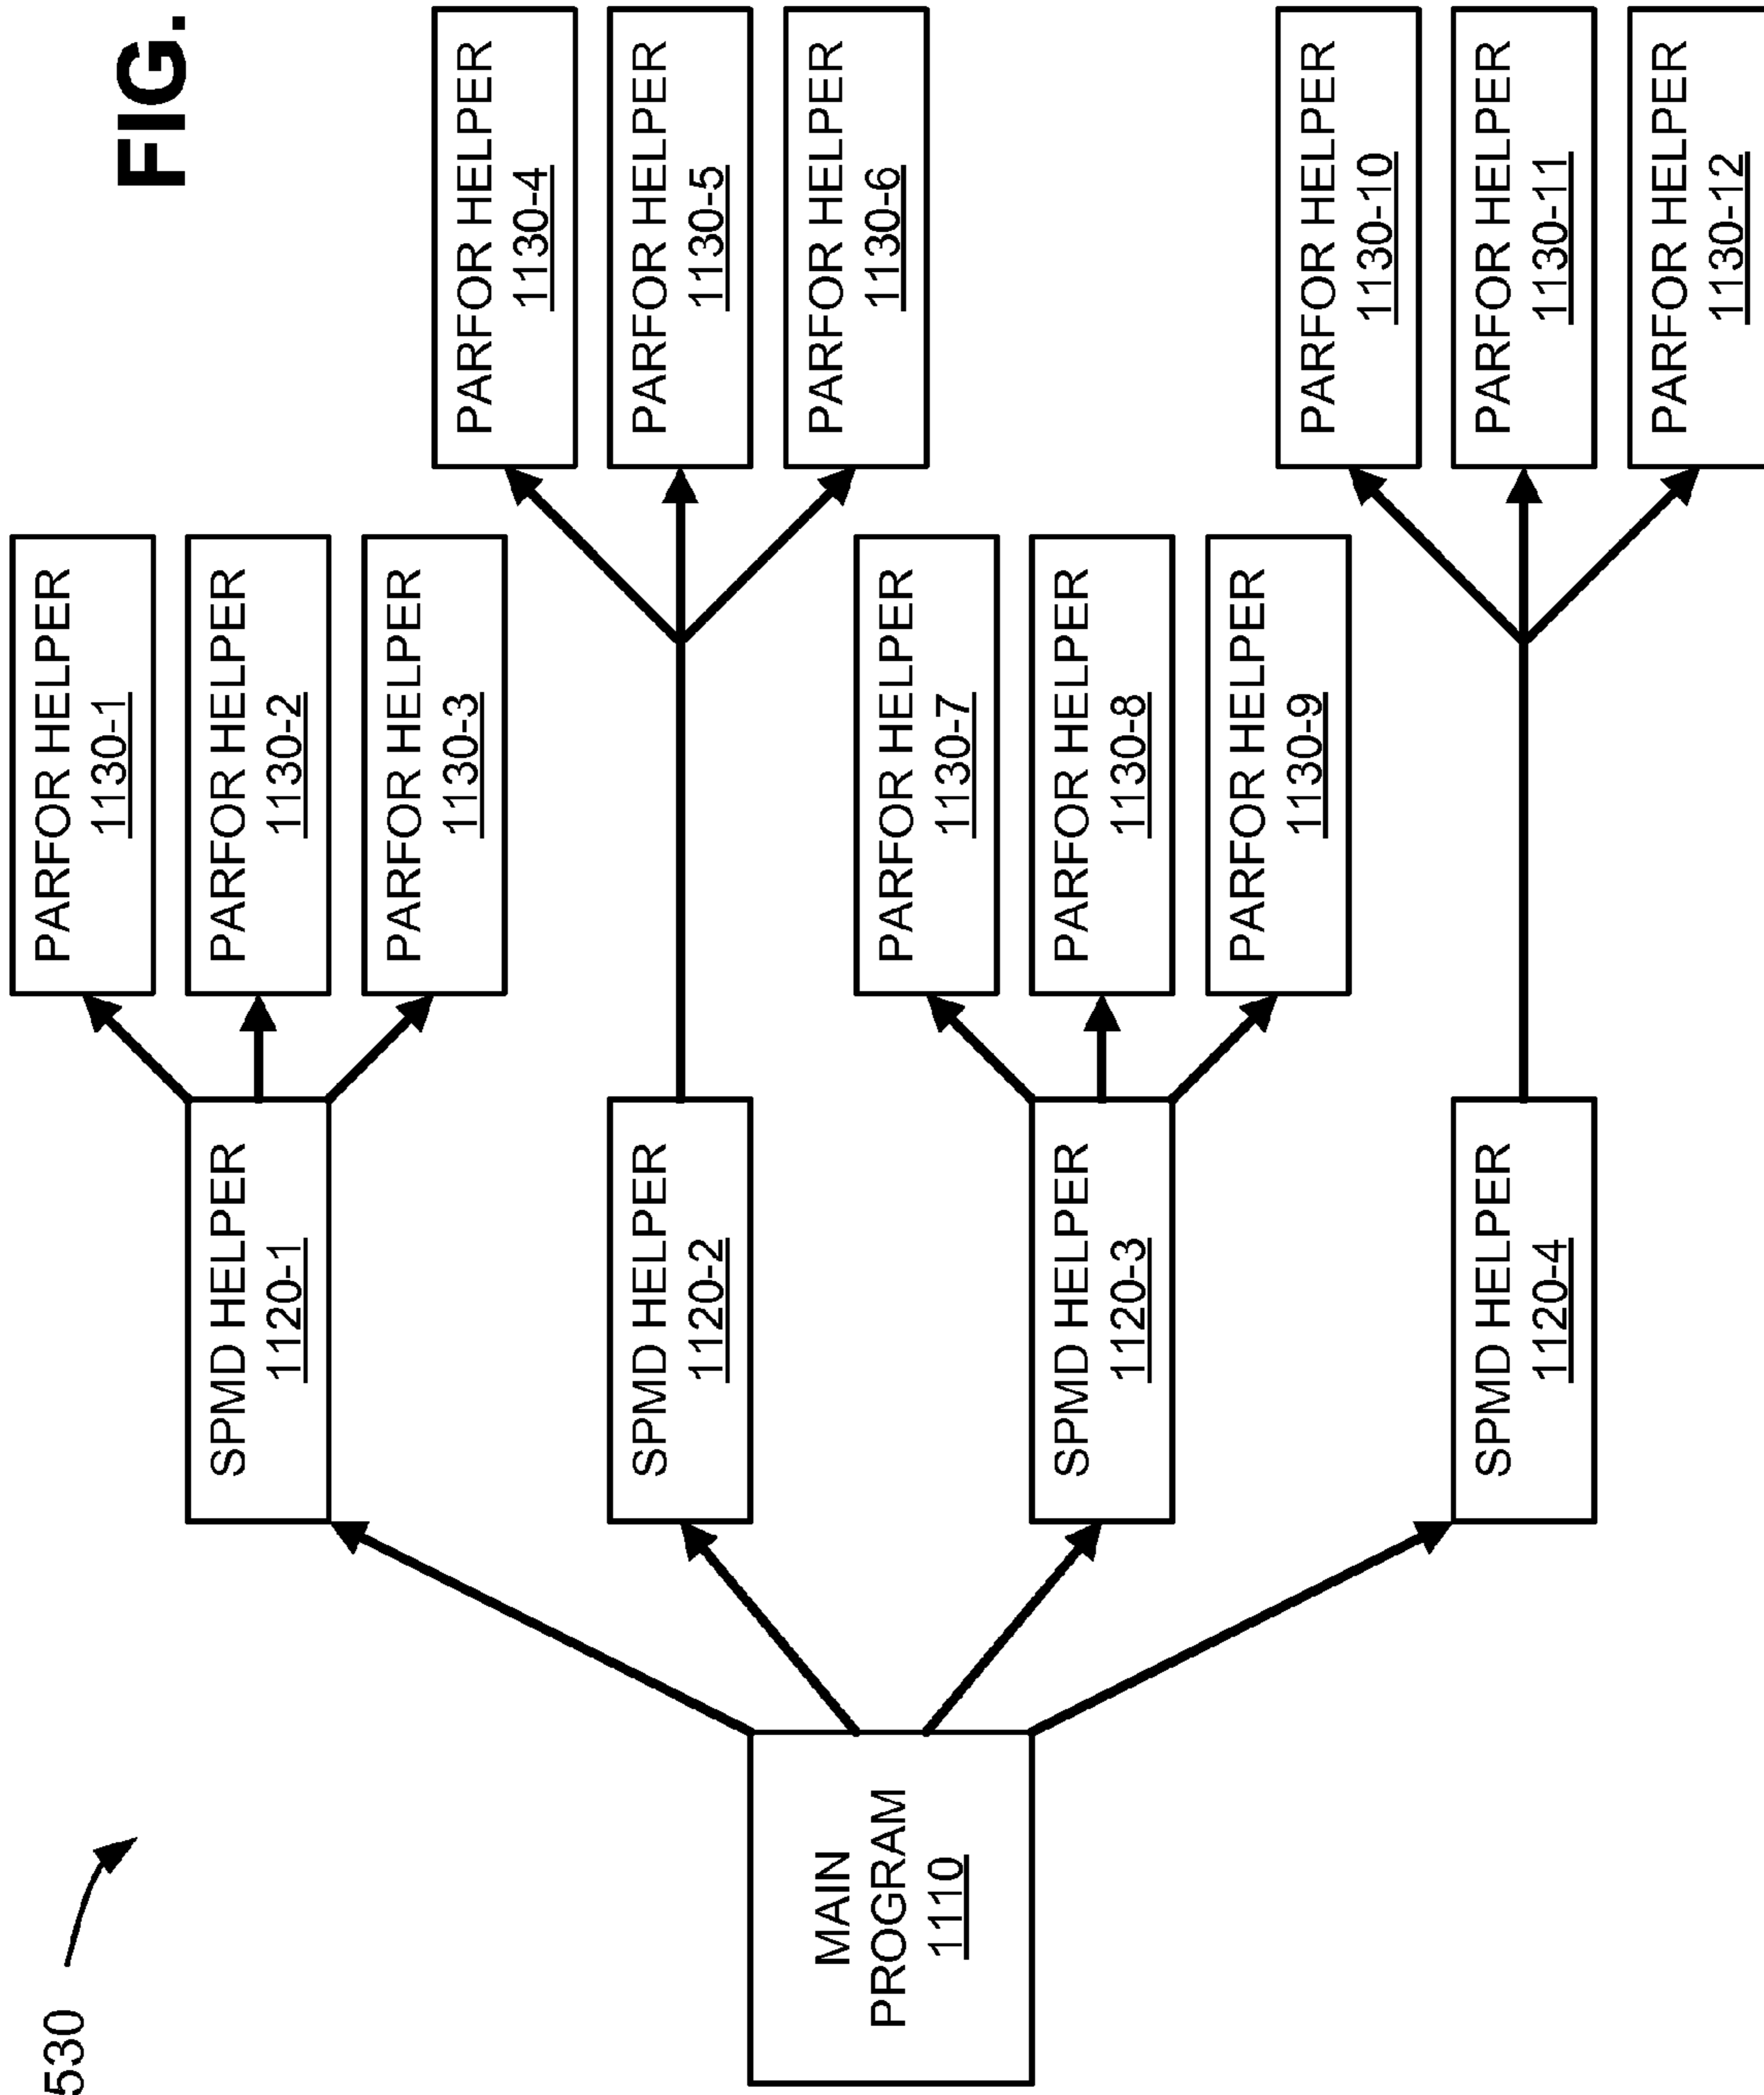 FIG.
530
MAIN
PROGRAM
1110
SPMD HELPER
1120-1
SPMD HELPER
1120-2
SPMD HELPER
1120-3
SPMD HELPER
1120-4
PARFOR HELPER
1130-1
PARFOR HELPER
1130-2
PARFOR HELPER
1130-3
PARFOR HELPER
1130-4
PARFOR HELPER
1130-5
PARFOR HELPER
1130-6
PARFOR HELPER
1130-7
PARFOR HELPER
1130-8
PARFOR HELPER
1130-9
PARFOR HELPER
1130-10
PARFOR HELPER
1130-11
PARFOR HELPER
1130-12